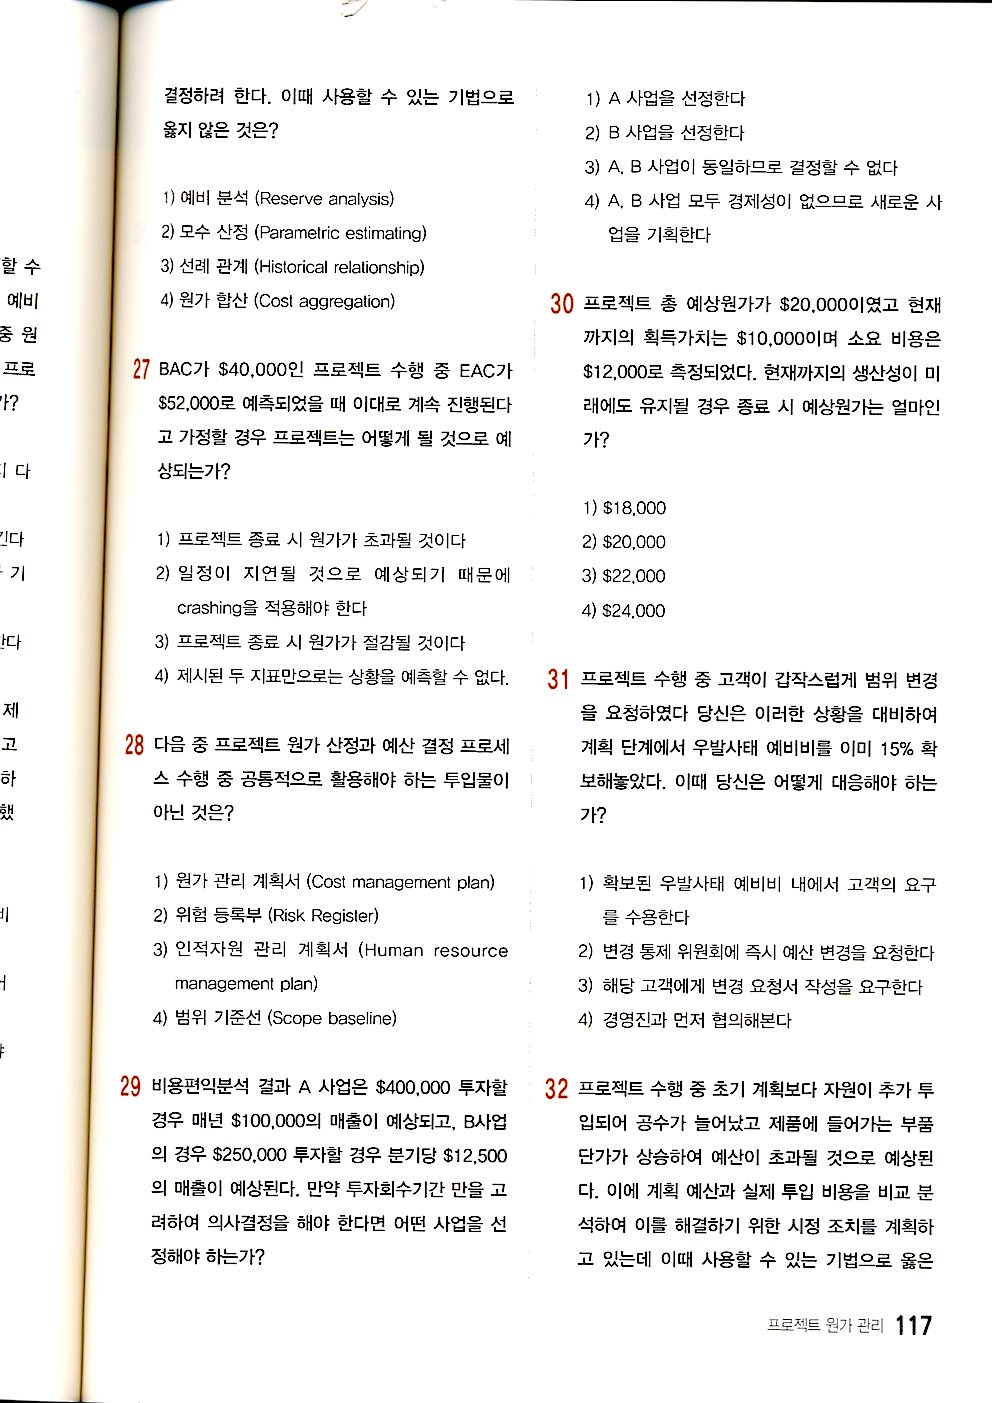 결정하려 한다. 이때 사용할 수 있는 기법으로
옳지 않은 것은?
1) 예비 분석 (Reserve analysis)
2) 모수 산정 (Parametric estimating)
3) 선례 관계 (Historical relationship)
4) 원가 합산 (Cost aggregation)
27 BAC가 $40,000인 프로젝트 수행 중 EAC가
$52,000로 예측되었을 때 이대로 계속 진행된다
고 가정할 경우 프로젝트는 어떻게 될 것으로 예
상되는가?
1) 프로젝트 종료 시 원가가 초과될 것이다
2) 일정이 지연될 것으로 예상되기 때문에
crashing을 적용해야 한다
3) 프로젝트 종료 시 원가가 절감될 것이다
4) 제시된 두 지표만으로는 상황을 예측할 수 없다.
28 다음 중 프로젝트 원가 산정과 예산 결정 프로세
스 수행 중 공통적으로 활용해야 하는 투입물이
아닌 것은?
1) 원가 관리 계획서 (Cost management plan)
2) 위험 등록부 (Risk Register)
3) 인적자원 관리 계획서 (Human resource
management plan)
4) 범위 기준선 (Scope baseline)
29 비용편익분석 결과 A 사업은 $400,000 투자할
경우 매년 $100,000의 매출이 예상되고, B사업
의 경우 $250,000 투자할 경우 분기당 $12,500
의 매출이 예상된다. 만약 투자회수기간 만을 고
려하여 의사결정을 해야 한다면 어떤 사업을 선
정해야 하는가?
1) A 사업을 선정한다
2) B 사업을 선정한다
3) A, B 사업이 동일하므로 결정할 수 없다
4) A, B 사업 모두 경제성이 없으므로 새로운 사
업을 기획한다
30 프로젝트 총 예상원가가 $20,000이였고 현재
까지의 획득가치는 $10,000이며 소요 비용은
$12,000로 측정되었다. 현재까지의 생산성이 미
래에도 유지될 경우 종료 시 예상원가는 얼마인
가?
1) $18,000
2) $20,000
3) $22,000
4) $24,000
31 프로젝트 수행 중 고객이 갑작스럽게 범위 변경
을 요청하였다 당신은 이러한 상황을 대비하여
계획 단계에서 우발사태 예비비를 이미 15% 확
보해놓았다. 이때 당신은 어떻게 대응해야 하는
가?
1) 확보된 우발사태 예비비 내에서 고객의 요구
를 수용한다
2) 변경 통제 위원회에 즉시 예산 변경을 요청한다
3) 해당 고객에게 변경 요청서 작성을 요구한다
4) 경영진과 먼저 협의해본다
32 프로젝트 수행 중 초기 계획보다 자원이 추가 투
입되어 공수가 늘어났고 제품에 들어가는 부품
단가가 상승하여 예산이 초과될 것으로 예상된
다. 이에 계획 예산과 실제 투입 비용을 비교 분
석하여 이를 해결하기 위한 시정 조치를 계획하
고 있는데 이때 사용할 수 있는 기법으로 옳은
프로젝트 원가 관리 117